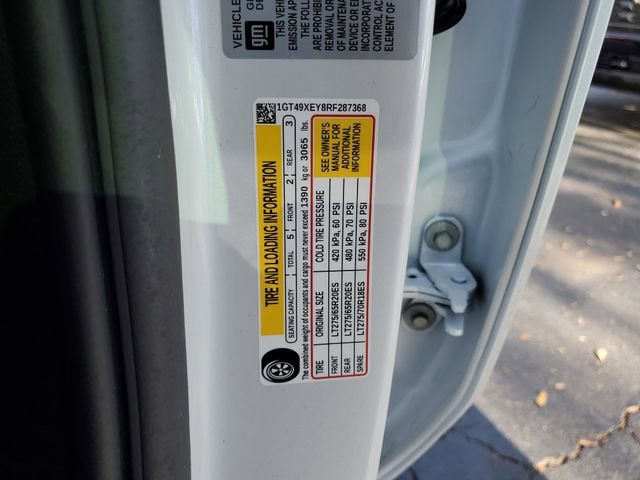 VEHICLE
gm
THIS VEHI
EMISSION AP
THE FOLL
ARE PROHIBI
REMOVAL OR
OF MAINTENA
DEVICE OR E
INCORPORAT
CONTROL AC
ELEMENT OF
1GT49XEY8RF287368
TIRE AND LOADING INFORMATION
SEATING CAPACITY TOTAL 5 FRONT 2 REAR 3
The combined weight of occupants and cargo must never exceed 1390 kg or 3065 lbs.
TIRE ORIGINAL SIZE COLD TIRE PRESSURE
FRONT LT275/65R20ES 420 kPa, 60 PSI
REAR LT275/65R20ES 480 kPa, 70 PSI
SPARE LT275/70R18ES 550 kPa, 80 PSI
SEE OWNER'S
MANUAL FOR
ADDITIONAL
INFORMATION